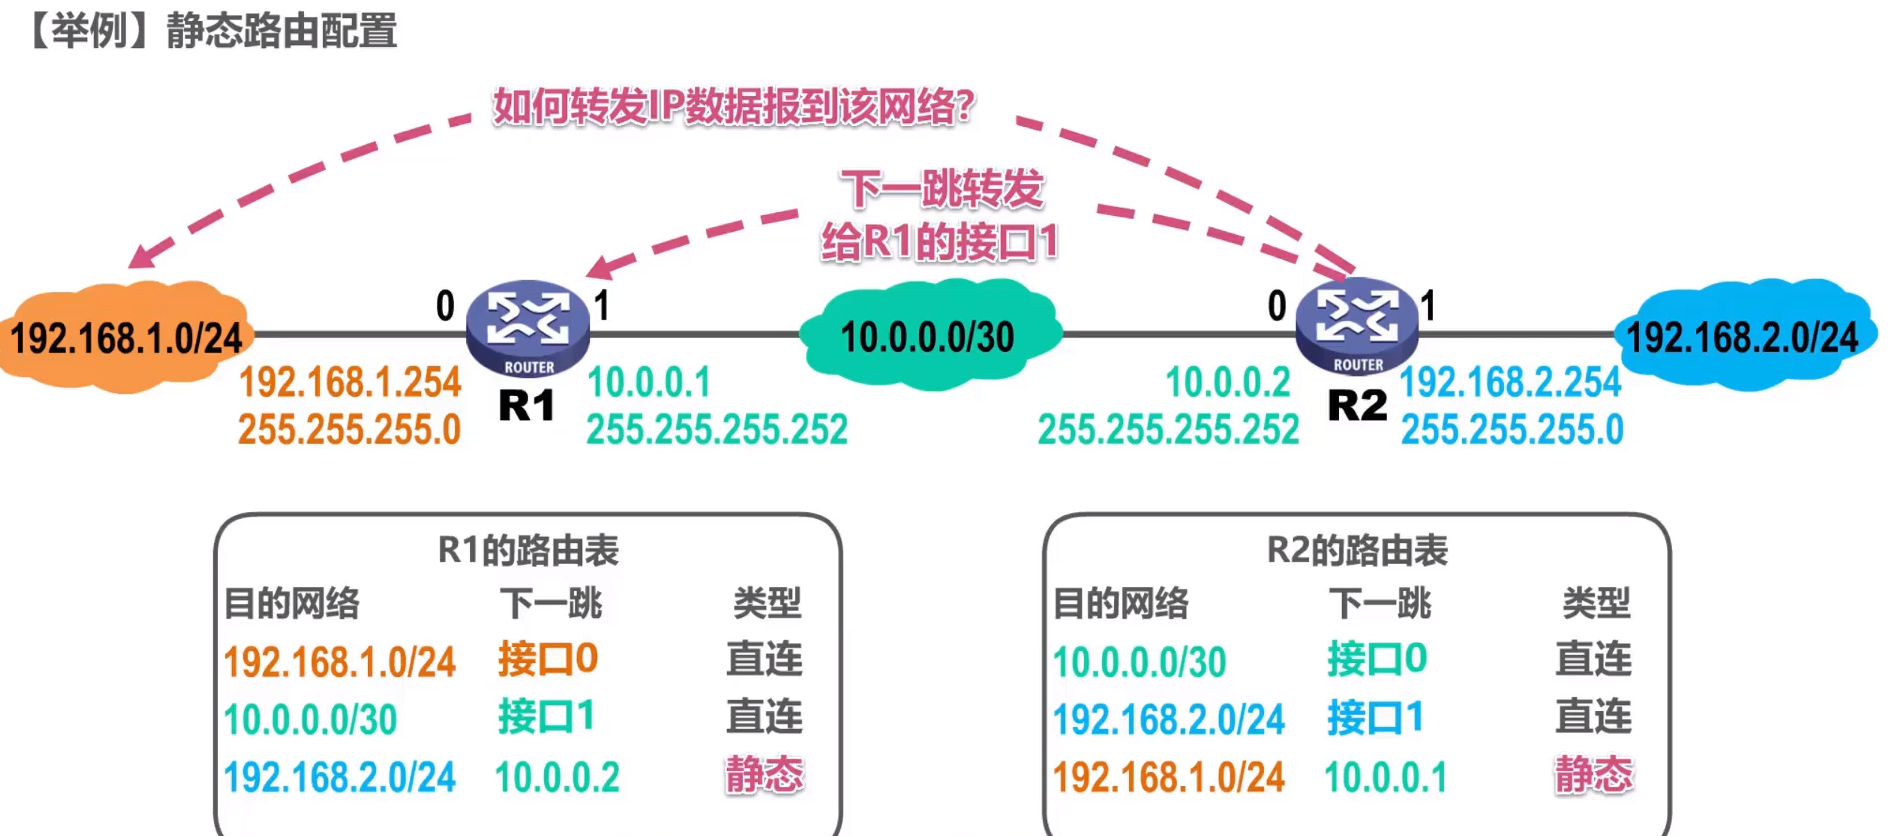 【举例】静态路由配置
如何转发IP数据报到该网络?
下一跳转发
给R1的接口1
0
1
0
1
192.168.1.0/24
10.0.0.0/30
192.168.2.0/24
ROUTER
ROUTER
192.168.1.254
255.255.255.0
R1
10.0.0.1
255.255.255.252
10.0.0.2
255.255.255.252
R2
192.168.2.254
255.255.255.0
R1的路由表
目的网络 下一跳 类型
192.168.1.0/24 接口0 直连
10.0.0.0/30 接口1 直连
192.168.2.0/24 10.0.0.2 静态
R2的路由表
目的网络 下一跳 类型
10.0.0.0/30 接口0 直连
192.168.2.0/24 接口1 直连
192.168.1.0/24 10.0.0.1 静态